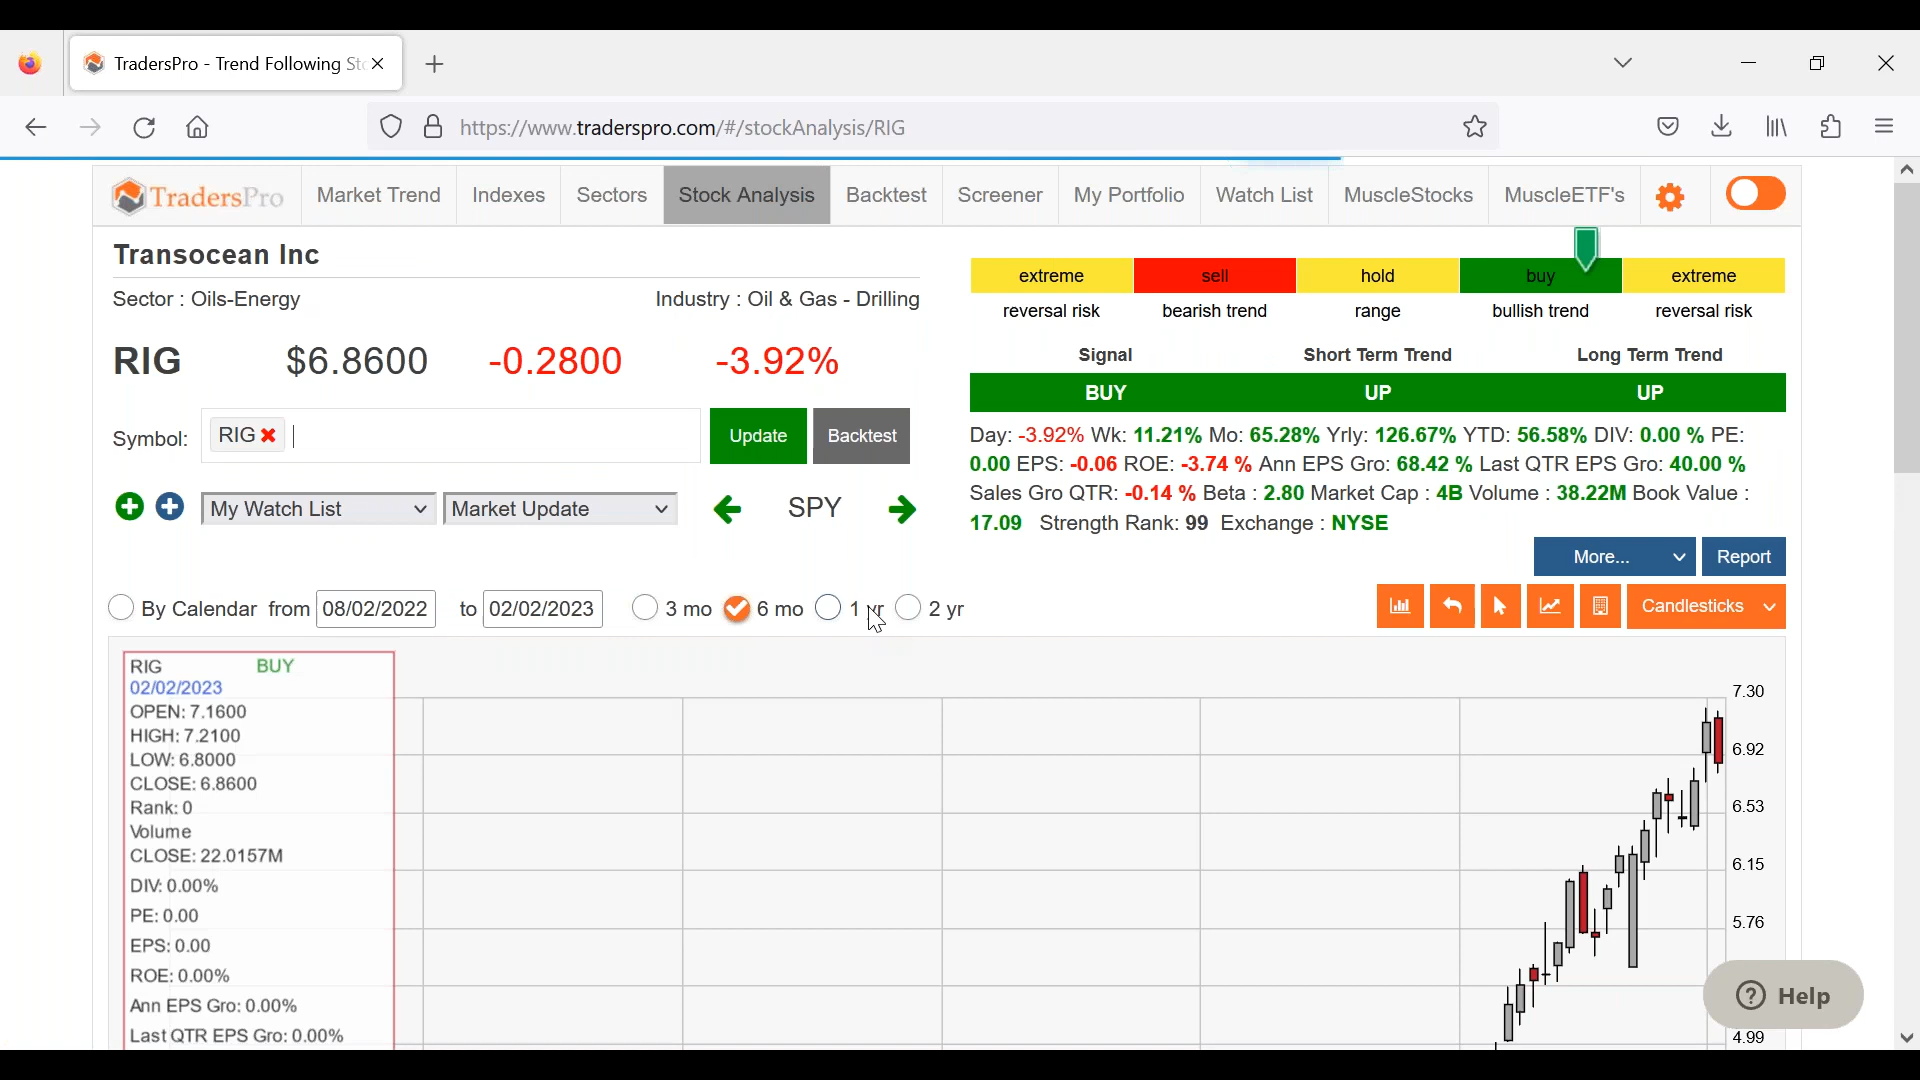 TradersPro - Trend Following Sto
https://www.traderspro.com/#/stockAnalysis/RIG
TradersPro Market Trend Indexes Sectors Stock Analysis Backtest Screener My Portfolio Watch List MuscleStocks MuscleETF's
Transocean Inc
Sector : Oils-Energy Industry : Oil & Gas - Drilling
RIG $6.8600 -0.2800 -3.92%
Symbol: RIG Update Backtest
My Watch List Market Update SPY
extreme sell hold buy extreme
reversal risk bearish trend range bullish trend reversal risk
Signal Short Term Trend Long Term Trend
BUY UP UP
Day: -3.92% Wk: 11.21% Mo: 65.28% Yrly: 126.67% YTD: 56.58% DIV: 0.00 % PE:
0.00 EPS: -0.06 ROE: -3.74 % Ann EPS Gro: 68.42 % Last QTR EPS Gro: 40.00 %
Sales Gro QTR: -0.14 % Beta : 2.80 Market Cap : 4B Volume : 38.22M Book Value :
17.09 Strength Rank: 99 Exchange : NYSE
More... Report
By Calendar from 08/02/2022 to 02/02/2023 3 mo 6 mo 1 yr 2 yr
Candlesticks
RIG BUY
02/02/2023
OPEN: 7.1600
HIGH: 7.2100
LOW: 6.8000
CLOSE: 6.8600
Rank: 0
Volume
CLOSE: 22.0157M
DIV: 0.00%
PE: 0.00
EPS: 0.00
ROE: 0.00%
Ann EPS Gro: 0.00%
Last QTR EPS Gro: 0.00%
7.30
6.92
6.53
6.15
5.76
4.99
Help